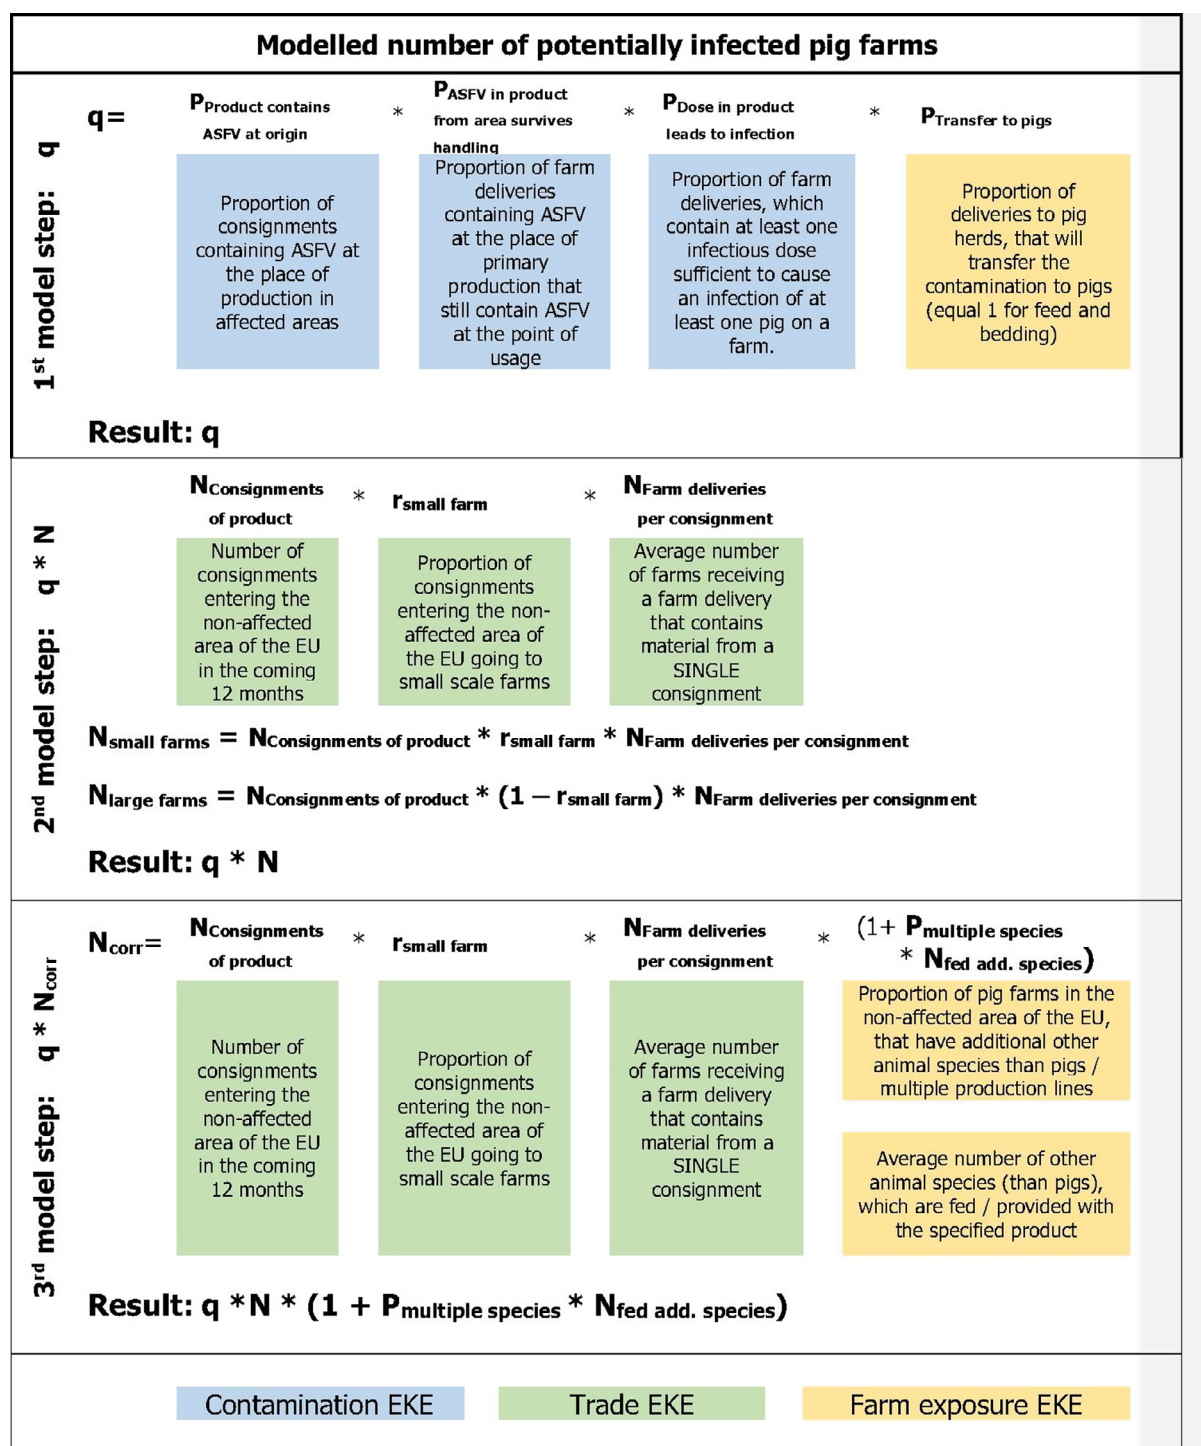 Modelled number of potentially infected pig farms
1st model step: q
q=
PProduct contains
ASFV at origin
*
PASFV in product
from area survives
handling
*
PDose in product
leads to infection
*
PTransfer to pigs
Proportion of
consignments
containing ASFV at
the place of
production in
affected areas
Proportion of farm
deliveries
containing ASFV
at the place of
primary
production that
still contain ASFV
at the point of
usage
Proportion of farm
deliveries, which
contain at least one
infectious dose
sufficient to cause
an infection of at
least one pig on a
farm.
Proportion of
deliveries to pig
herds, that will
transfer the
contamination to pigs
(equal 1 for feed and
bedding)
Result: q
2nd model step: q * N
NConsignments
of product
*
rsmall farm
*
NFarm deliveries
per consignment
Number of
consignments
entering the
non-affected
area of the EU
in the coming
12 months
Proportion of
consignments
entering the non-
affected area of
the EU going to
small scale farms
Average number
of farms receiving
a farm delivery
that contains
material from a
SINGLE
consignment
Nsmall farms = NConsignments of product * rsmall farm * NFarm deliveries per consignment
Nlarge farms = NConsignments of product * (1 – rsmall farm) * NFarm deliveries per consignment
Result: q * N
3rd model step: q * Ncorr
Ncorr=
NConsignments
of product
*
rsmall farm
*
NFarm deliveries
per consignment
*
(1+ Pmultiple species
* Nfed add. species)
Number of
consignments
entering the
non-affected
area of the EU
in the coming
12 months
Proportion of
consignments
entering the non-
affected area of
the EU going to
small scale farms
Average number
of farms receiving
a farm delivery
that contains
material from a
SINGLE
consignment
Proportion of pig farms in the
non-affected area of the EU,
that have additional other
animal species than pigs /
multiple production lines
Average number of other
animal species (than pigs),
which are fed / provided with
the specified product
Result: q *N * (1 + Pmultiple species * Nfed add. species)
Contamination EKE
Trade EKE
Farm exposure EKE